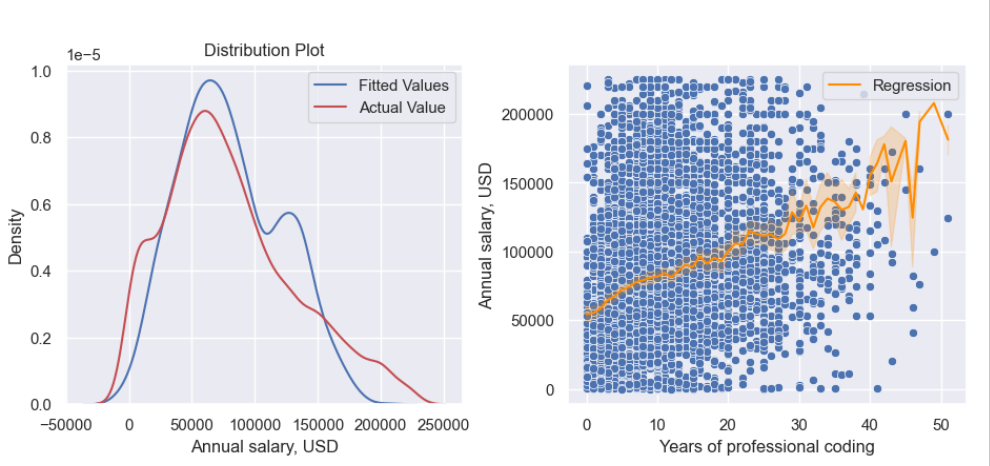 Distribution Plot
1e−5
Fitted Values
Actual Value
1.0
0.8
0.6
0.4
0.2
0.0
Density
−50000 0 50000 100000 150000 200000 250000
Annual salary, USD
Regression
200000
150000
100000
50000
0
Annual salary, USD
0 10 20 30 40 50
Years of professional coding